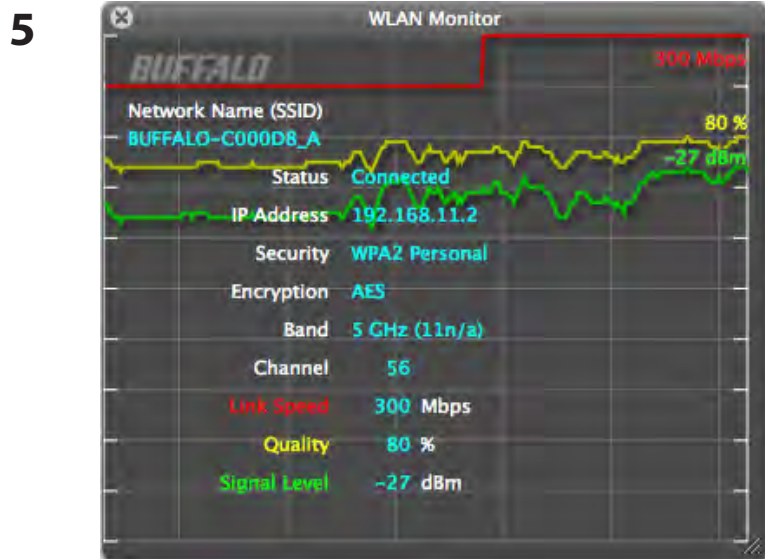 5
WLAN Monitor
BUFFALO
300 Mbps
Network Name (SSID)
80 %
BUFFALO-C000D8_A
-27 dBm
Status Connected
IP Address 192.168.11.2
Security WPA2 Personal
Encryption AES
Band 5 GHz (11n/a)
Channel 56
Link Speed 300 Mbps
Quality 80 %
Signal Level -27 dBm